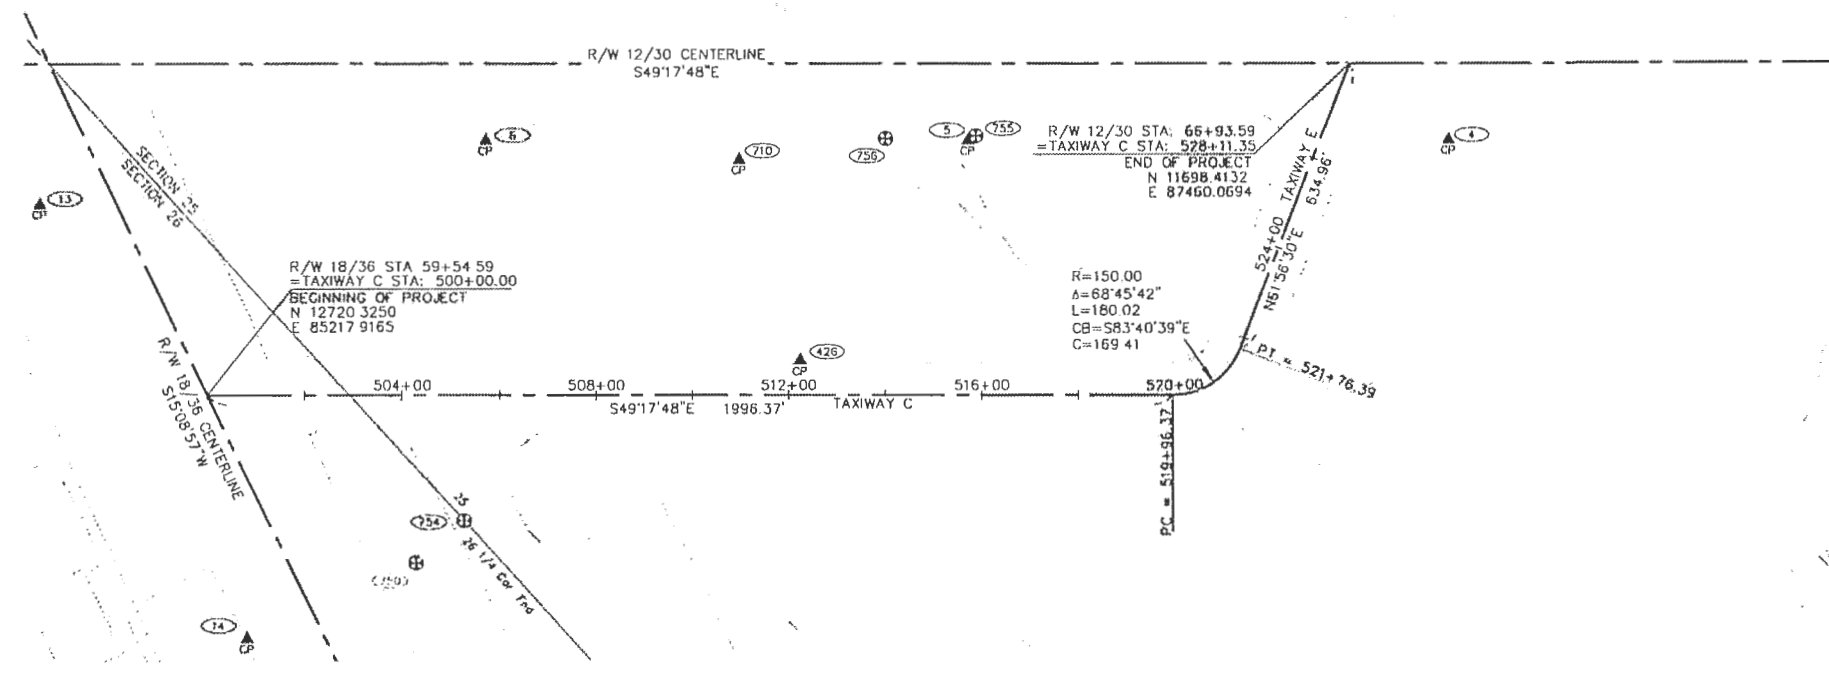 R/W 12/30 CENTERLINE
S49°17'48"E
6
CP
710
CP
756
5
755
CP
R/W 12/30 STA: 66+93.59
=TAXIWAY C STA: 528+11.35
END OF PROJECT
N 11698.4132
E 87460.0694
4
CP
TAXIWAY E
634.96'
524+00
N61°56'30"E
SECTION 25
SECTION 26
13
CP
R/W 18/36 STA 59+54 59
=TAXIWAY C STA: 500+00.00
BEGINNING OF PROJECT
N 12720 3250
E 85217 9165
R=150.00
Δ=68°45'42"
L=180.02
CB=S83°40'39"E
C=169 41
PT = 521+76.39
R/W 18/36 CENTERLINE
S15°08'57"W
426
CP
504+00
508+00
512+00
516+00
520+00
S49°17'48"E 1996.37'
TAXIWAY C
PC = 519+96.37
25
754
26 1/4 Cor Fnd
14
CP